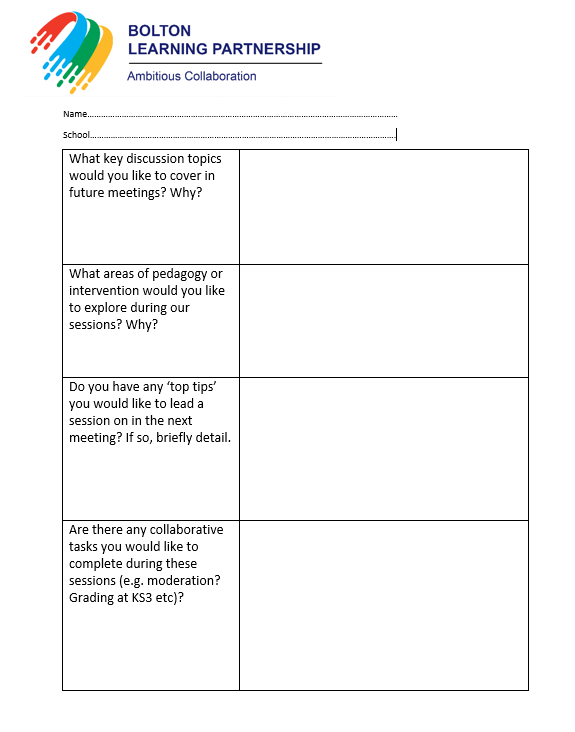 BOLTON
LEARNING PARTNERSHIP
Ambitious Collaboration
Name……………………………………………………………………………………………………
School……………………………………………………………………………………………………
What key discussion topics
would you like to cover in
future meetings? Why?
What areas of pedagogy or
intervention would you like
to explore during our
sessions? Why?
Do you have any ‘top tips’
you would like to lead a
session on in the next
meeting? If so, briefly detail.
Are there any collaborative
tasks you would like to
complete during these
sessions (e.g. moderation?
Grading at KS3 etc)?